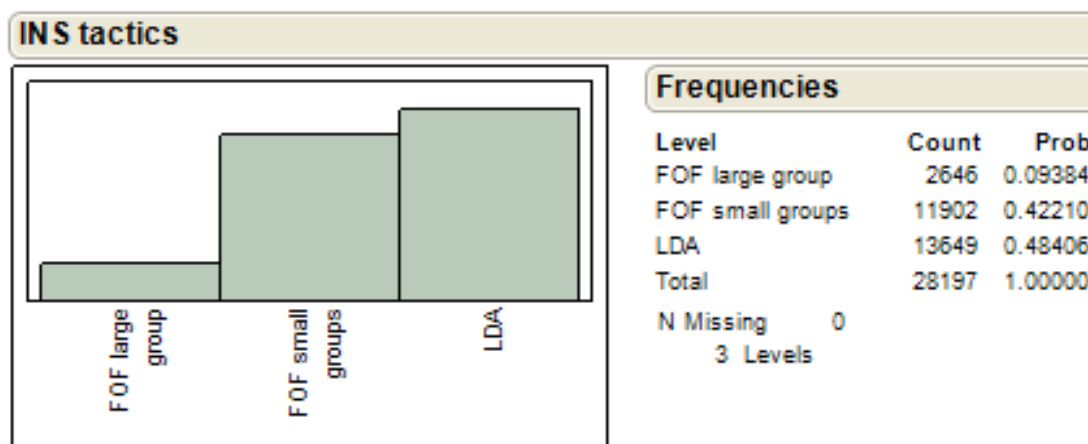 INS tactics
FOF large
group
FOF small
groups
LDA
Frequencies
Level Count Prob
FOF large group 2646 0.09384
FOF small groups 11902 0.42210
LDA 13649 0.48406
Total 28197 1.00000
N Missing 0
3 Levels